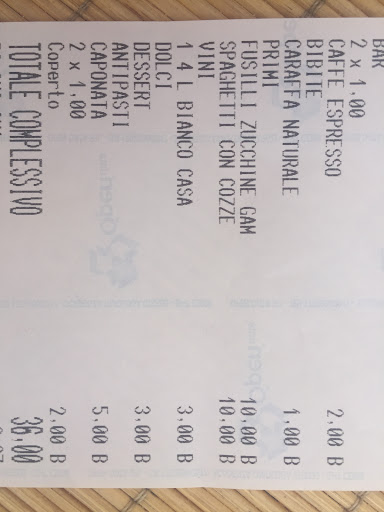 BAR
2 x 1,00
CAFFE ESPRESSO 2,00 B
BIBITE
CARAFFA NATURALE 1,00 B
PRIMI
FUSILLI ZUCCHINE GAM 10,00 B
SPAGHETTI CON COZZE 10,00 B
VINI
1 4 L BIANCO CASA 3,00 B
DOLCI
DESSERT 3,00 B
ANTIPASTI
CAPONATA 5,00 B
2 x 1,00
Coperto 2,00 B
TOTALE COMPLESSIVO 36,00